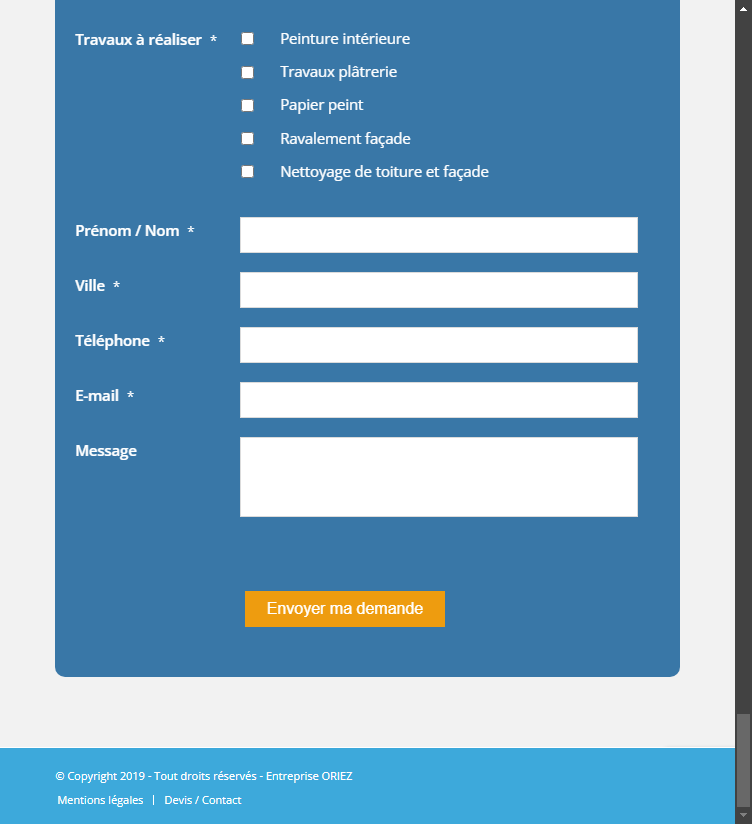 Travaux à réaliser *
Peinture intérieure
Travaux plâtrerie
Papier peint
Ravalement façade
Nettoyage de toiture et façade
Prénom / Nom *
Ville *
Téléphone *
E-mail *
Message
Envoyer ma demande
© Copyright 2019 - Tout droits réservés - Entreprise ORIEZ
Mentions légales | Devis / Contact